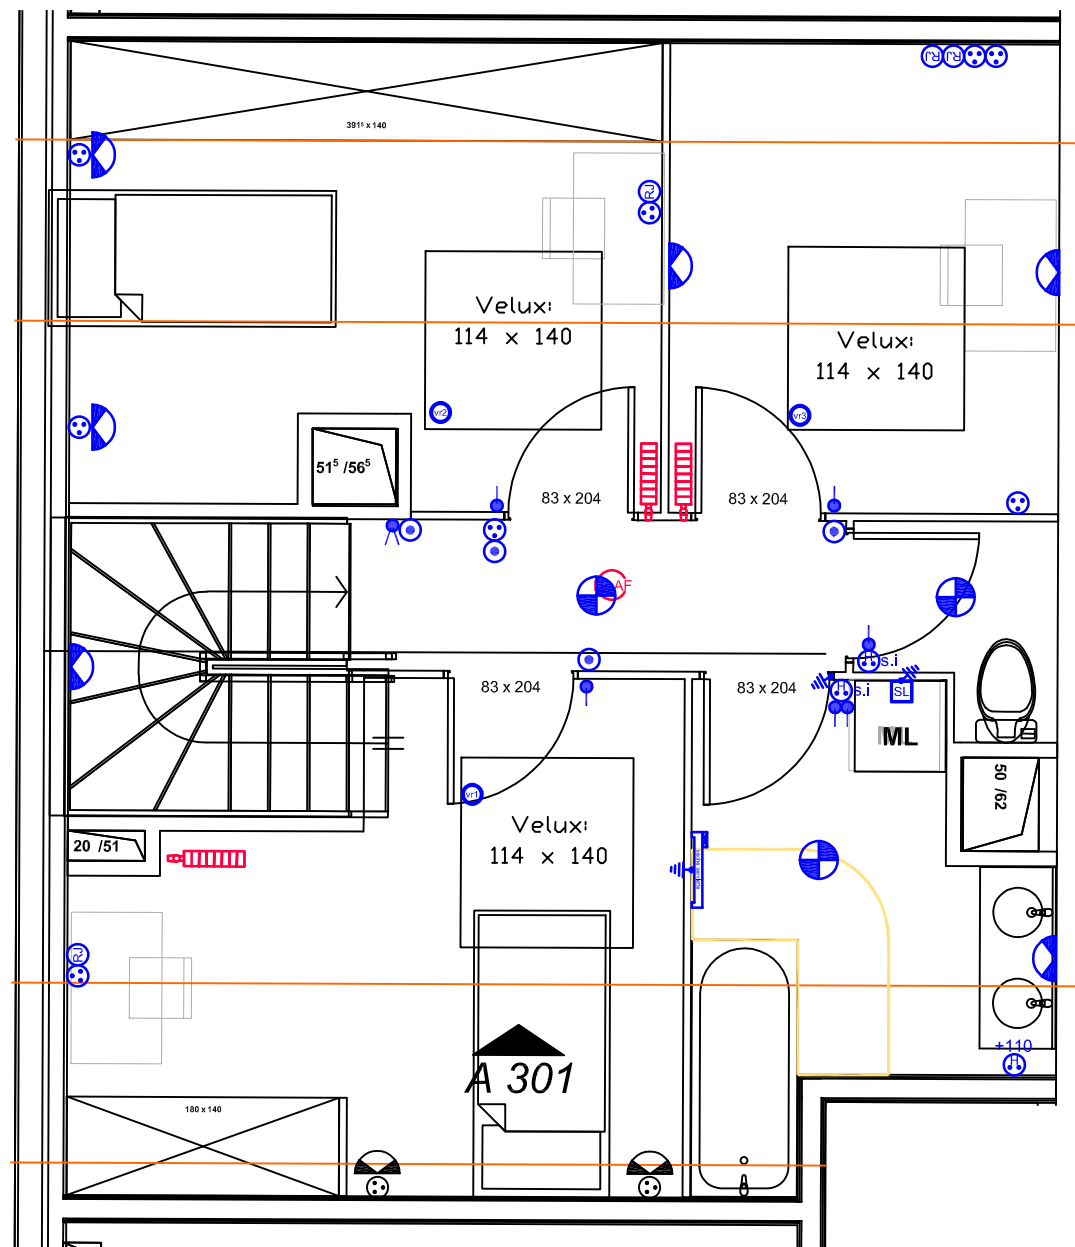 RJ RJ
391⁵ x 140
RJ
Velux:
114 x 140
Velux:
114 x 140
vr2
vr3
51⁵ /56⁵
83 x 204
83 x 204
AF
H s.i
83 x 204
83 x 204
H s.i
SL
ML
50 /62
vr1
Velux:
114 x 140
20 /51
RJ
A 301
+110
H
180 x 140